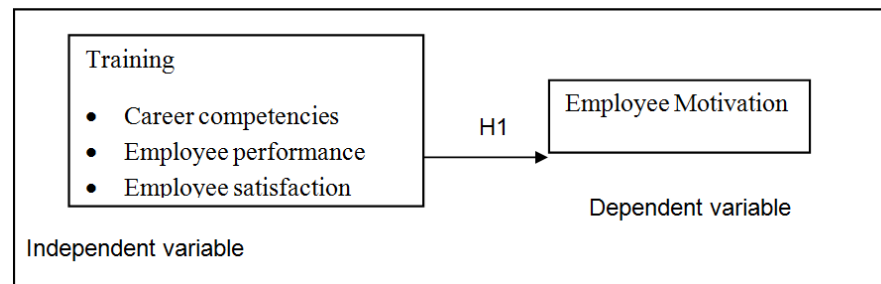 Training
• Career competencies
• Employee performance
• Employee satisfaction
H1
Employee Motivation
Dependent variable
Independent variable